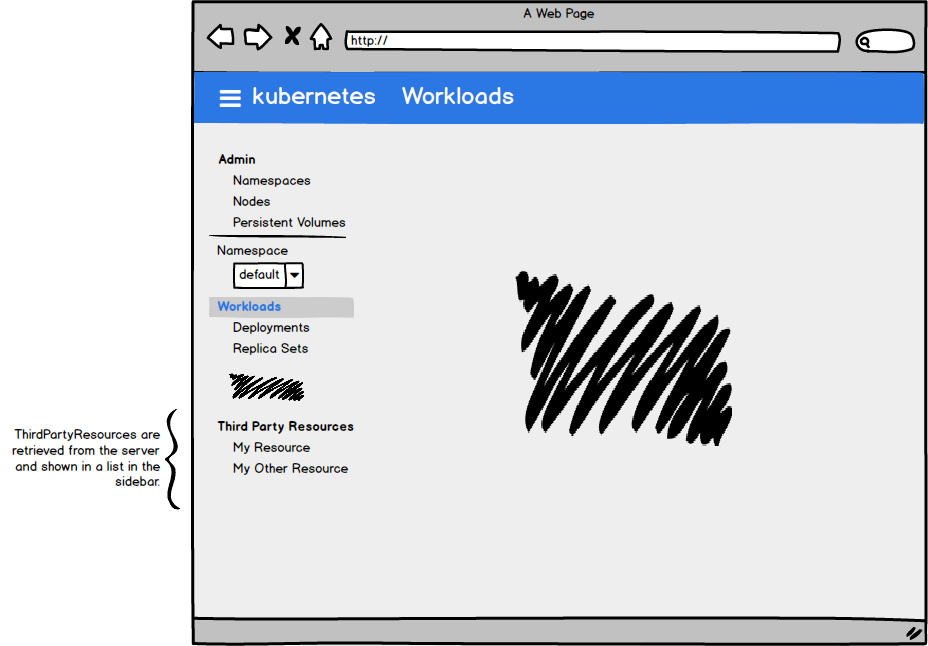 A Web Page
http://
kubernetes Workloads
Admin
Namespaces
Nodes
Persistent Volumes
Namespace
default
Workloads
Deployments
Replica Sets
Third Party Resources
My Resource
My Other Resource
ThirdPartyResources are
retrieved from the server
and shown in a list in the
sidebar.